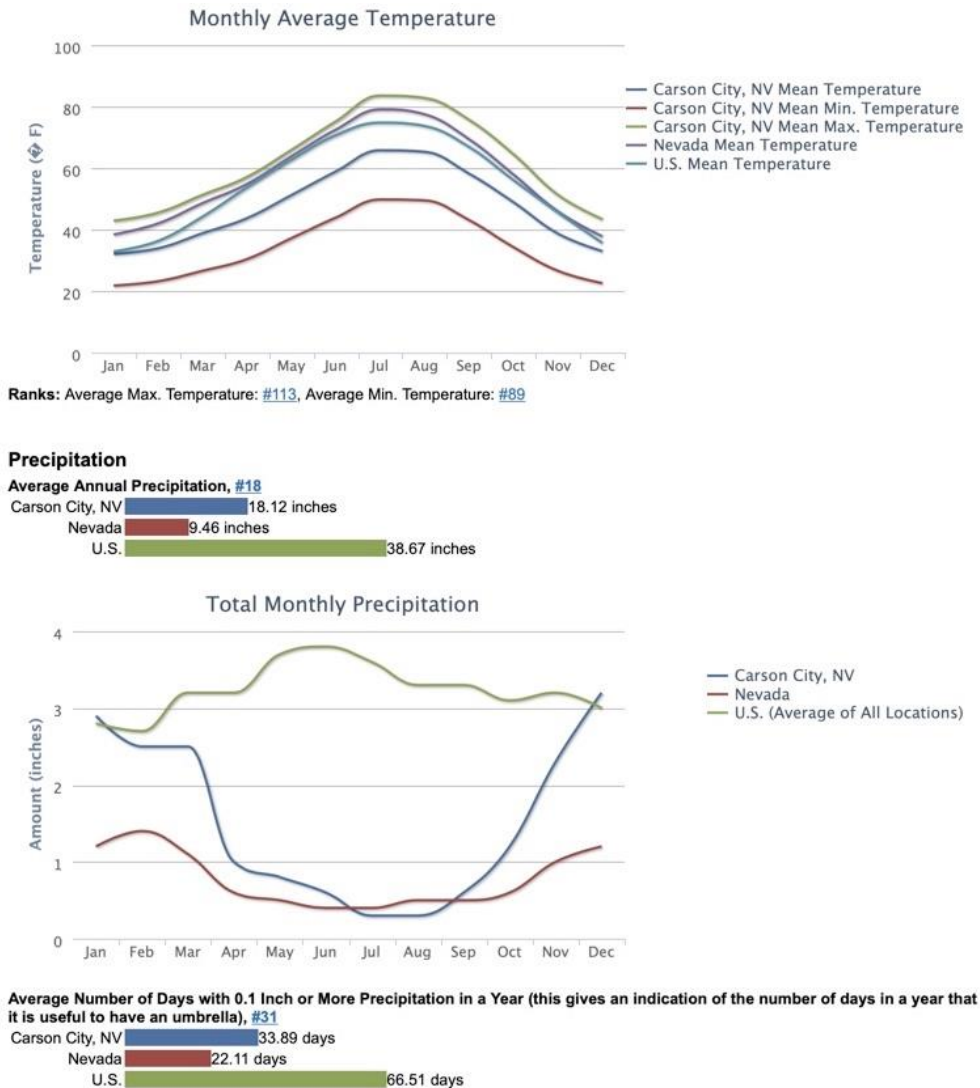 Monthly Average Temperature
100
80
60
40
20
0
Temperature (� F)
Jan Feb Mar Apr May Jun Jul Aug Sep Oct Nov Dec
Carson City, NV Mean Temperature
Carson City, NV Mean Min. Temperature
Carson City, NV Mean Max. Temperature
Nevada Mean Temperature
U.S. Mean Temperature
Ranks: Average Max. Temperature: #113, Average Min. Temperature: #89
Precipitation
Average Annual Precipitation, #18
Carson City, NV 18.12 inches
Nevada 9.46 inches
U.S. 38.67 inches
Total Monthly Precipitation
4
3
2
1
0
Amount (inches)
Jan Feb Mar Apr May Jun Jul Aug Sep Oct Nov Dec
Carson City, NV
Nevada
U.S. (Average of All Locations)
Average Number of Days with 0.1 Inch or More Precipitation in a Year (this gives an indication of the number of days in a year that
it is useful to have an umbrella), #31
Carson City, NV 33.89 days
Nevada 22.11 days
U.S. 66.51 days